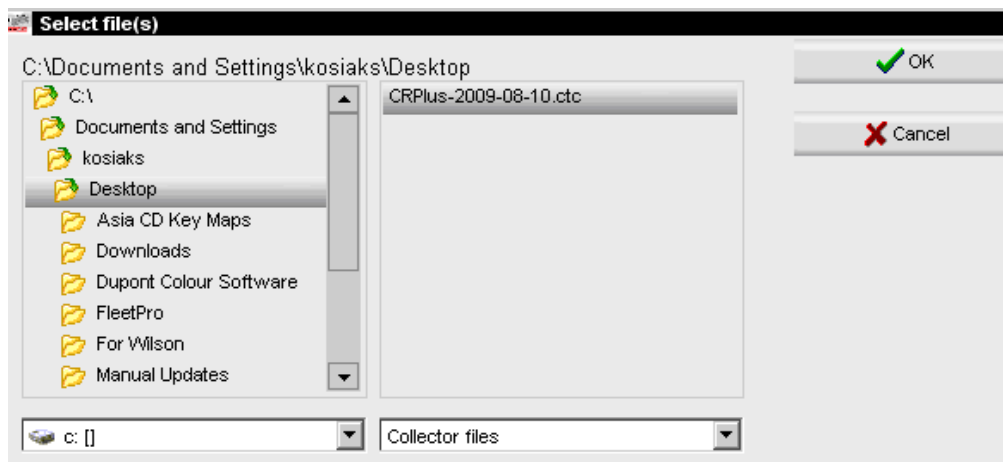 Select file(s)
C:\Documents and Settings\kosiaks\Desktop
C:\
Documents and Settings
kosiaks
Desktop
Asia CD Key Maps
Downloads
Dupont Colour Software
FleetPro
For Wilson
Manual Updates
c: []
CRPlus-2009-08-10.ctc
Collector files
OK
Cancel